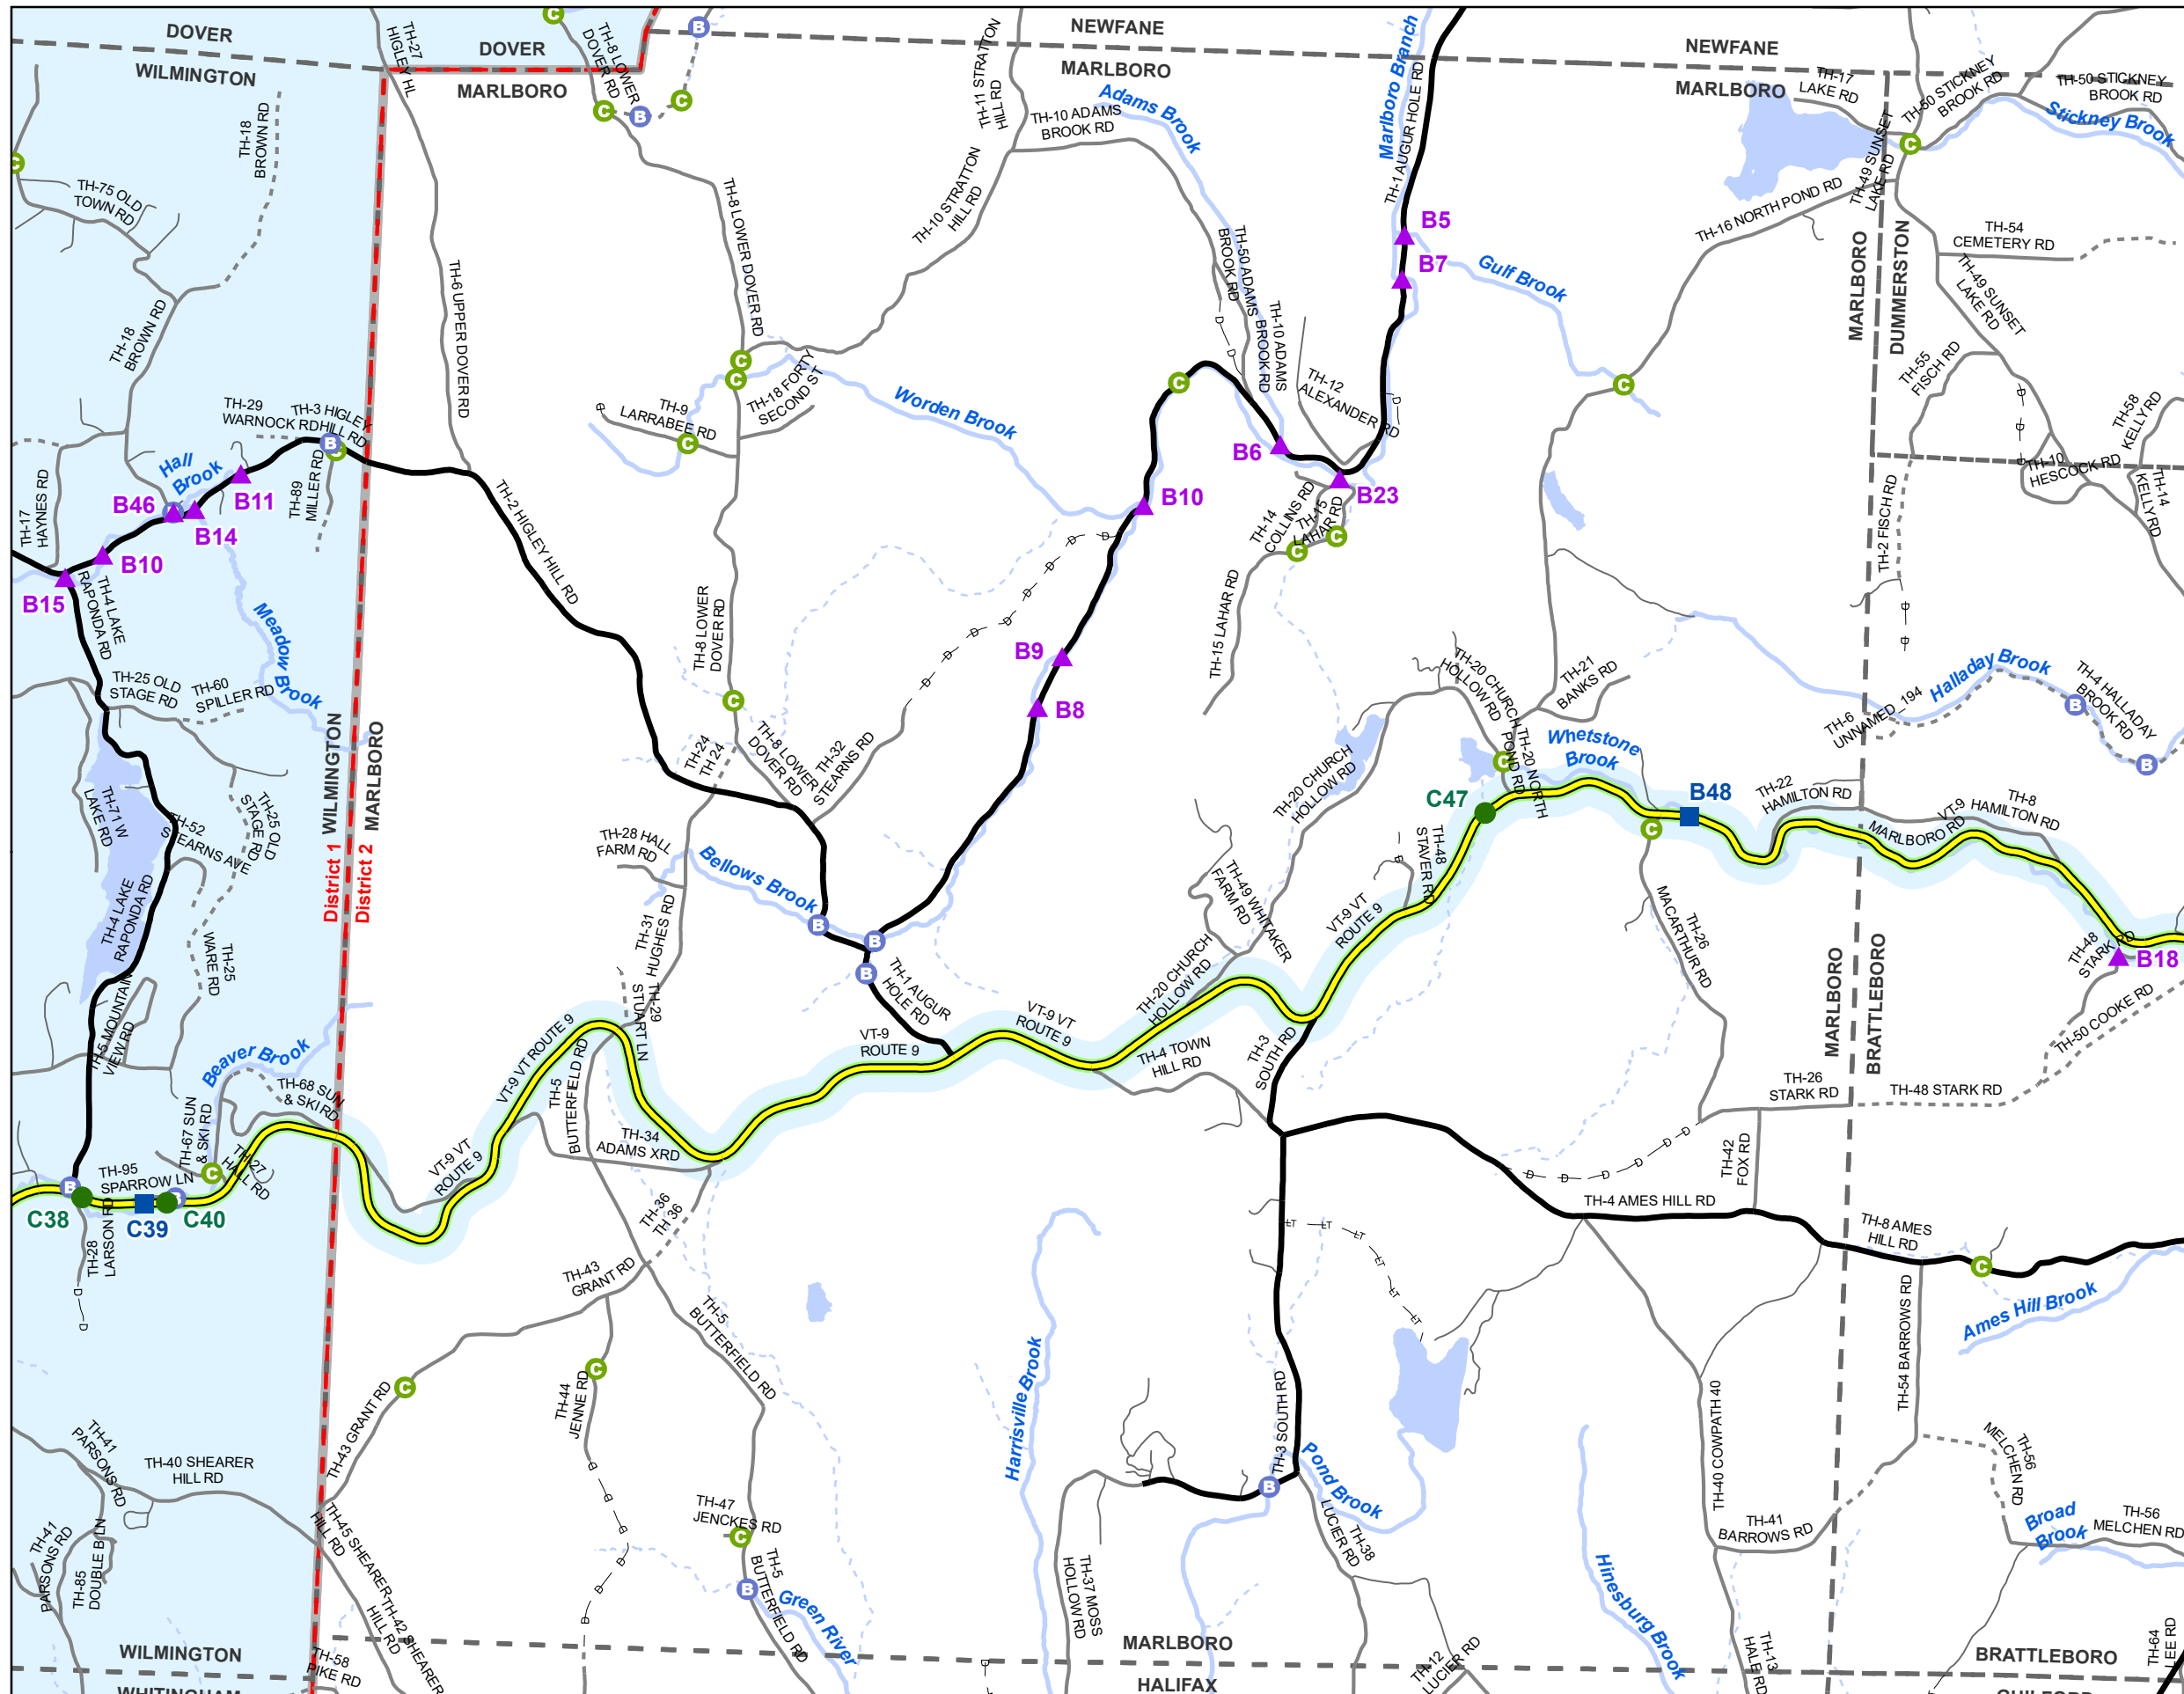 DOVER
WILMINGTON
DOVER
MARLBORO
NEWFANE
MARLBORO
NEWFANE
MARLBORO
TH-27
HIGLEY HL
TH-8 LOWER
DOVER RD
TH-11 STRATTON
HILL RD
TH-10 ADAMS
BROOK RD
Adams Brook
Marlboro Branch
TH-1 AUGUR HOLE RD
TH-17
LAKE RD
TH-50 STICKNEY
BROOK RD
TH-50 STICKNEY
BROOK RD
Stickney Brook
TH-18
BROWN RD
TH-75 OLD
TOWN RD
TH-49 SUNSET
LAKE RD
TH-16 NORTH POND RD
TH-54
CEMETERY RD
TH-10 STRATTON
HILL RD
TH-8 LOWER DOVER RD
TH-6 UPPER DOVER RD
TH-50 ADAMS
BROOK RD
TH-10 ADAMS
BROOK RD
B5
B7
Gulf Brook
MARLBORO
DUMMERSTON
TH-49 SUNSET
LAKE RD
TH-55
FISCH RD
TH-58
KELLY RD
TH-18
BROWN RD
TH-29
WARNOCK RD
TH-3 HIGLEY
HILL RD
TH-9
LARRABEE RD
TH-18 FORTY
SECOND ST
Worden Brook
TH-12
ALEXANDER RD
B6
B23
B10
TH-10
HESCOCK RD
TH-14
KELLY RD
Hall
Brook
B46
B11
B14
B10
B15
TH-17
HAYNES RD
TH-89
MILLER RD
TH-2 HIGLEY HILL RD
TH-14
COLLINS RD
TH-15
LAHAR RD
TH-15 LAHAR RD
TH-2 FISCH RD
TH-4 LAKE
RAPONDA RD
Meadow Brook
TH-25 OLD
STAGE RD
TH-60
SPILLER RD
TH-8 LOWER
DOVER RD
B9
B8
TH-20 CHURCH
HOLLOW RD
TH-21
BANKS RD
Halladay Brook
TH-4 HALLADAY
BROOK RD
TH-6
UNNAMED_194
WILMINGTON
MARLBORO
TH-24
TH 24
TH-8 LOWER
DOVER RD
TH-32
STEARNS RD
TH-20 CHURCH
HOLLOW RD
TH-20 NORTH
POND RD
Whetstone
Brook
C47
B48
TH-22
HAMILTON RD
VT-9
MARLBORO RD
TH-8
HAMILTON RD
TH-71 W
LAKE RD
TH-52
STEARNS AVE
TH-25 OLD
STAGE RD
TH-4 LAKE
RAPONDA RD
TH-25
WARE RD
District 1
District 2
TH-28 HALL
FARM RD
Bellows Brook
TH-31
HUGHES RD
TH-49 WHITAKER
FARM RD
TH-48
STAVER RD
VT-9 VT
ROUTE 9
TH-26
MACARTHUR RD
MARLBORO
BRATTLEBORO
TH-48
STARK RD
B18
TH-50 COOKE RD
TH-5 MOUNTAIN
VIEW RD
Beaver Brook
TH-68 SUN
& SKI RD
TH-67 SUN
& SKI RD
TH-27
HALL RD
VT-9 VT ROUTE 9
TH-29
STUART LN
TH-5
BUTTERFIELD RD
TH-1 AUGUR
HOLE RD
VT-9
ROUTE 9
VT-9 VT
ROUTE 9
TH-20 CHURCH
HOLLOW RD
TH-4 TOWN
HILL RD
TH-3
SOUTH RD
TH-26
STARK RD
TH-48 STARK RD
TH-42
FOX RD
TH-34
ADAMS XRD
VT-9 VT
ROUTE 9
TH-95
SPARROW LN
C38
C39
C40
TH-28
LARSON RD
TH-36
TH 36
TH-43
GRANT RD
TH-4 AMES HILL RD
TH-8 AMES
HILL RD
Ames Hill Brook
TH-5
BUTTERFIELD RD
Harrisville Brook
TH-54 BARROWS RD
TH-44
JENNE RD
TH-43 GRANT RD
TH-3 SOUTH RD
Pond Brook
TH-40 COWPATH 40
TH-41
PARSONS RD
TH-40 SHEARER
HILL RD
TH-41
PARSONS RD
TH-85
DOUBLE B LN
TH-45 SHEARER
HILL RD
TH-42 SHEARER
HILL RD
TH-47
JENCKES RD
TH-5
BUTTERFIELD RD
Green River
TH-37 MOSS
HOLLOW RD
TH-38
LUCIER RD
Hinesburg Brook
TH-41
BARROWS RD
TH-56
MELCHEN RD
Broad
Brook
TH-56
MELCHEN RD
WILMINGTON
WHITINGHAM
TH-58
PIKE RD
MARLBORO
HALIFAX
TH-12
LUCIER RD
TH-13
HALE RD
BRATTLEBORO
GUILFORD
TH-64
LEE RD